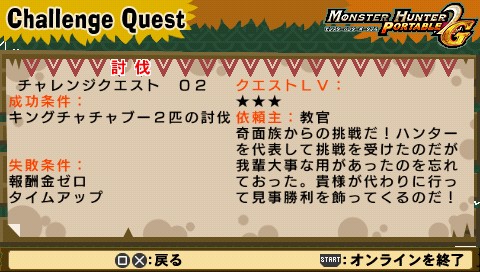 Challenge Quest
MONSTER HUNTER
PORTABLE 2nd G
討伐
チャレンジクエスト ０２
成功条件：
キングチャチャブー２匹の討伐
失敗条件：
報酬金ゼロ
タイムアップ
クエストＬＶ：
★★★
依頼主：教官
奇面族からの挑戦だ！ハンター
を代表して挑戦を受けたのだが
我輩大事な用があったのを忘れ
ておった。貴様が代わりに行っ
て見事勝利を飾ってくるのだ！
□×：戻る
START：オンラインを終了